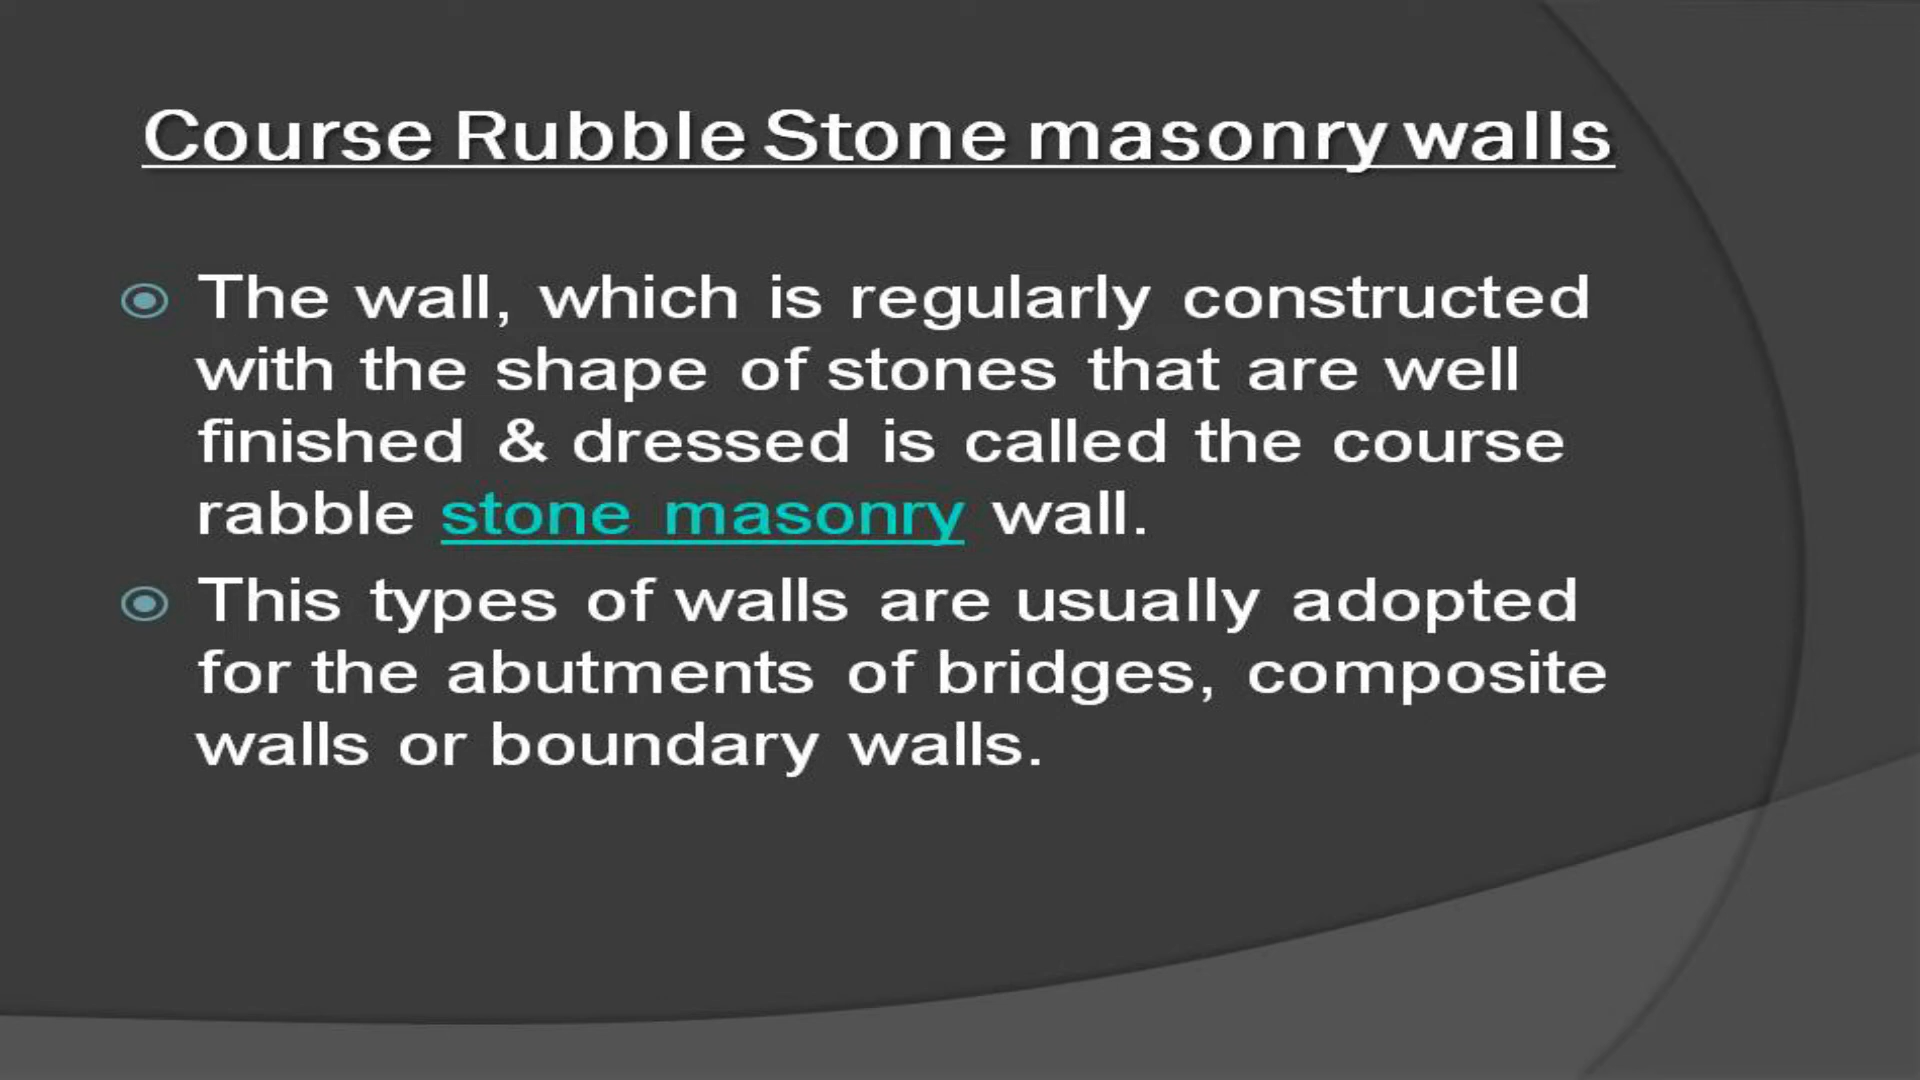 Course Rubble Stone masonry walls
The wall, which is regularly constructed
with the shape of stones that are well
finished & dressed is called the course
rabble stone masonry wall.
This types of walls are usually adopted
for the abutments of bridges, composite
walls or boundary walls.